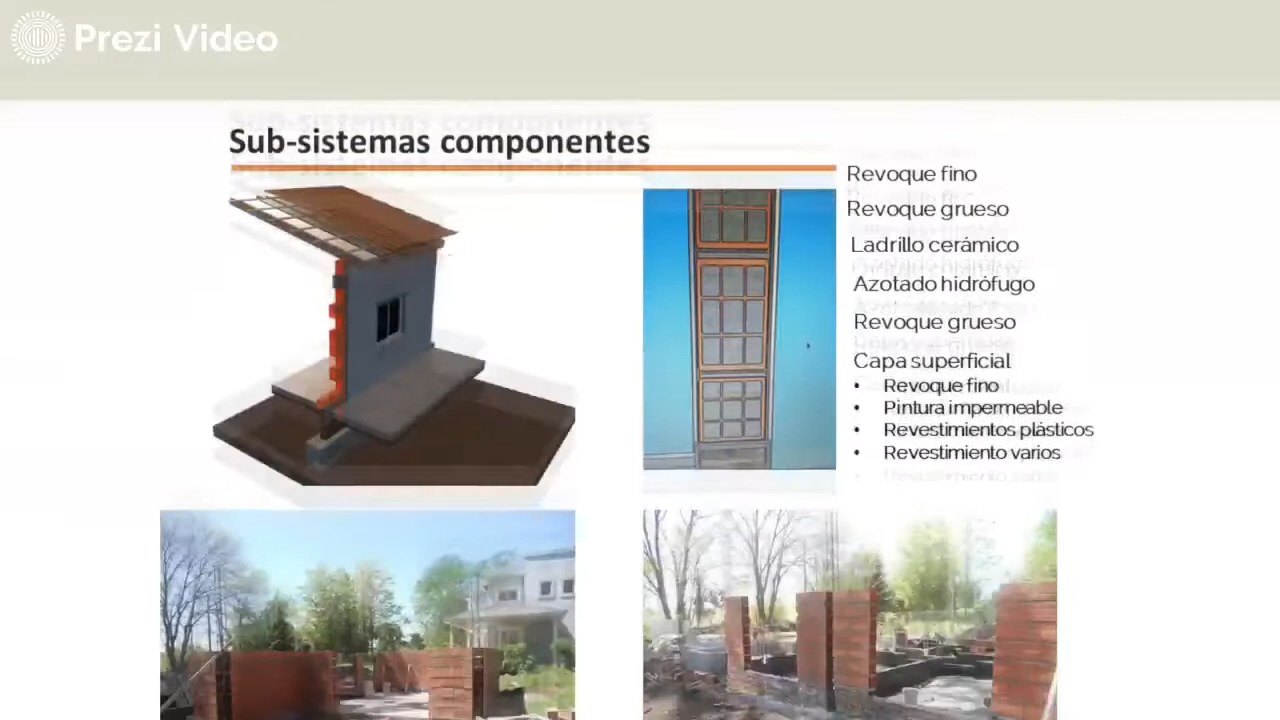 Prezi Video
Sub-sistemas componentes
Revoque fino
Revoque grueso
Ladrillo cerámico
Azotado hidrófugo
Revoque grueso
Capa superficial
• Revoque fino
• Pintura impermeable
• Revestimientos plásticos
• Revestimiento varios